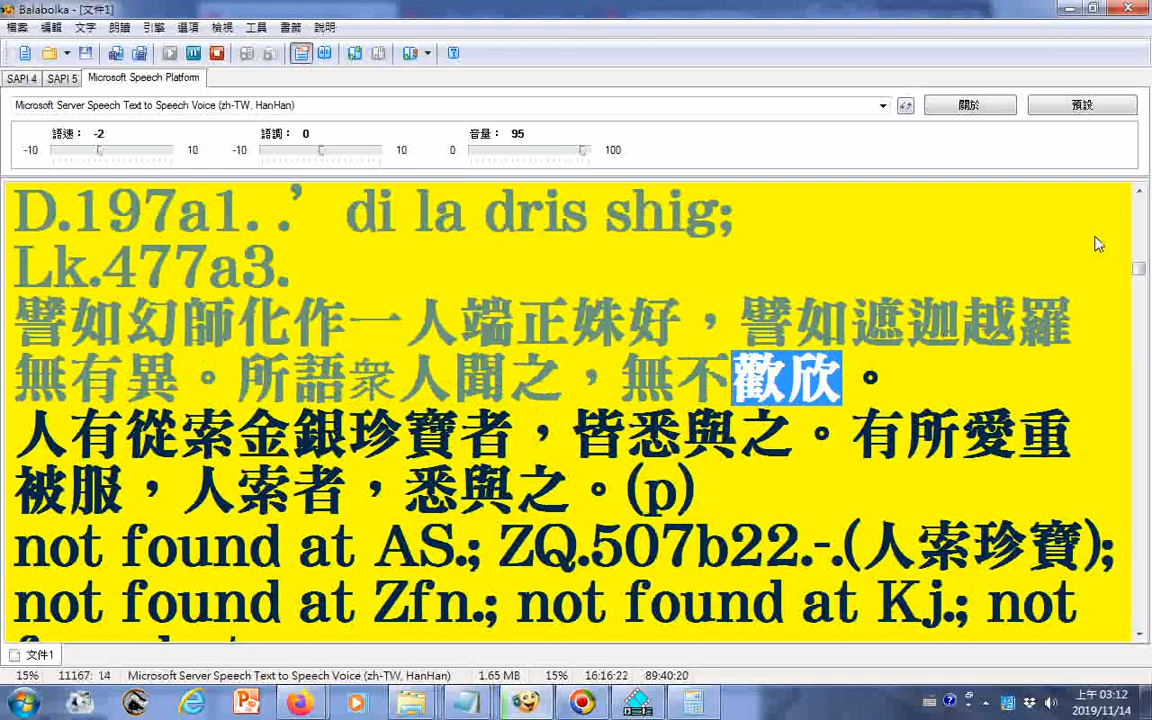 Balabolka - [文件1]
檔案 編輯 文字 朗讀 引擎 選項 檢視 工具 書籤 說明
SAPI 4 SAPI 5 Microsoft Speech Platform
Microsoft Server Speech Text to Speech Voice (zh-TW, HanHan) 關於 預設
語速： -2 語調： 0 音量： 95
-10 10 -10 10 0 100
D.197a1. .’ di la dris shig;
Lk.477a3.
譬如幻師化作一人端正姝好，譬如遮迦越羅
無有異。所語衆人聞之，無不歡欣。
人有從索金銀珍寶者，皆悉與之。有所愛重
被服，人索者，悉與之。(p)
not found at AS.; ZQ.507b22.-.(人索珍寶);
not found at Zfn.; not found at Kj.; not
文件1
15% 11167: 14 Microsoft Server Speech Text to Speech Voice (zh-TW, HanHan) 1.65 MB 15% 16:16:22 89:40:20
上午 03:12
2019/11/14